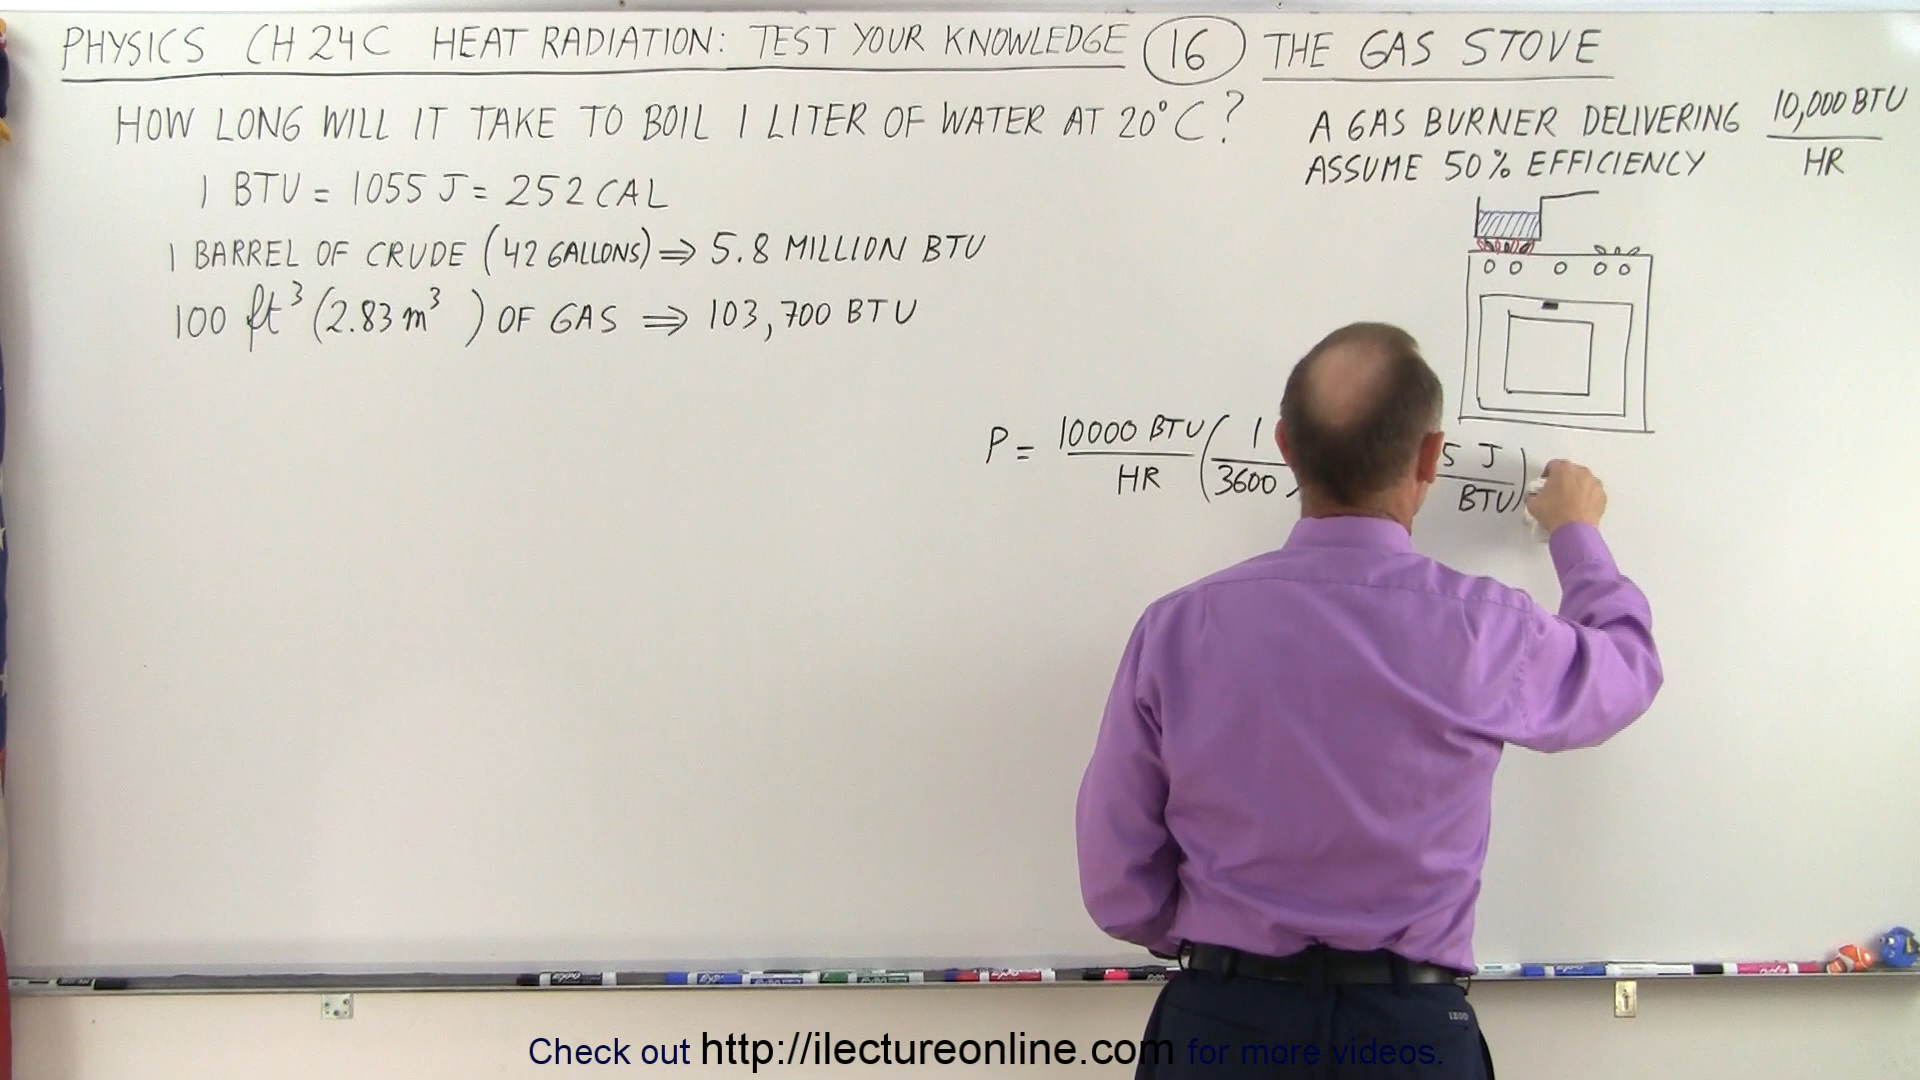 PHYSICS CH 24C HEAT RADIATION: TEST YOUR KNOWLEDGE 16 THE GAS STOVE
HOW LONG WILL IT TAKE TO BOIL 1 LITER OF WATER AT 20°C?
A GAS BURNER DELIVERING 10,000 BTU / HR
ASSUME 50% EFFICIENCY
1 BTU = 1055 J = 252 CAL
1 BARREL OF CRUDE (42 GALLONS) ⇒ 5.8 MILLION BTU
100 ft³ (2.83 m³ ) OF GAS ⇒ 103,700 BTU
P = 10000 BTU / HR (1 / 3600 5 J / BTU)
Check out http://ilectureonline.com for more videos.